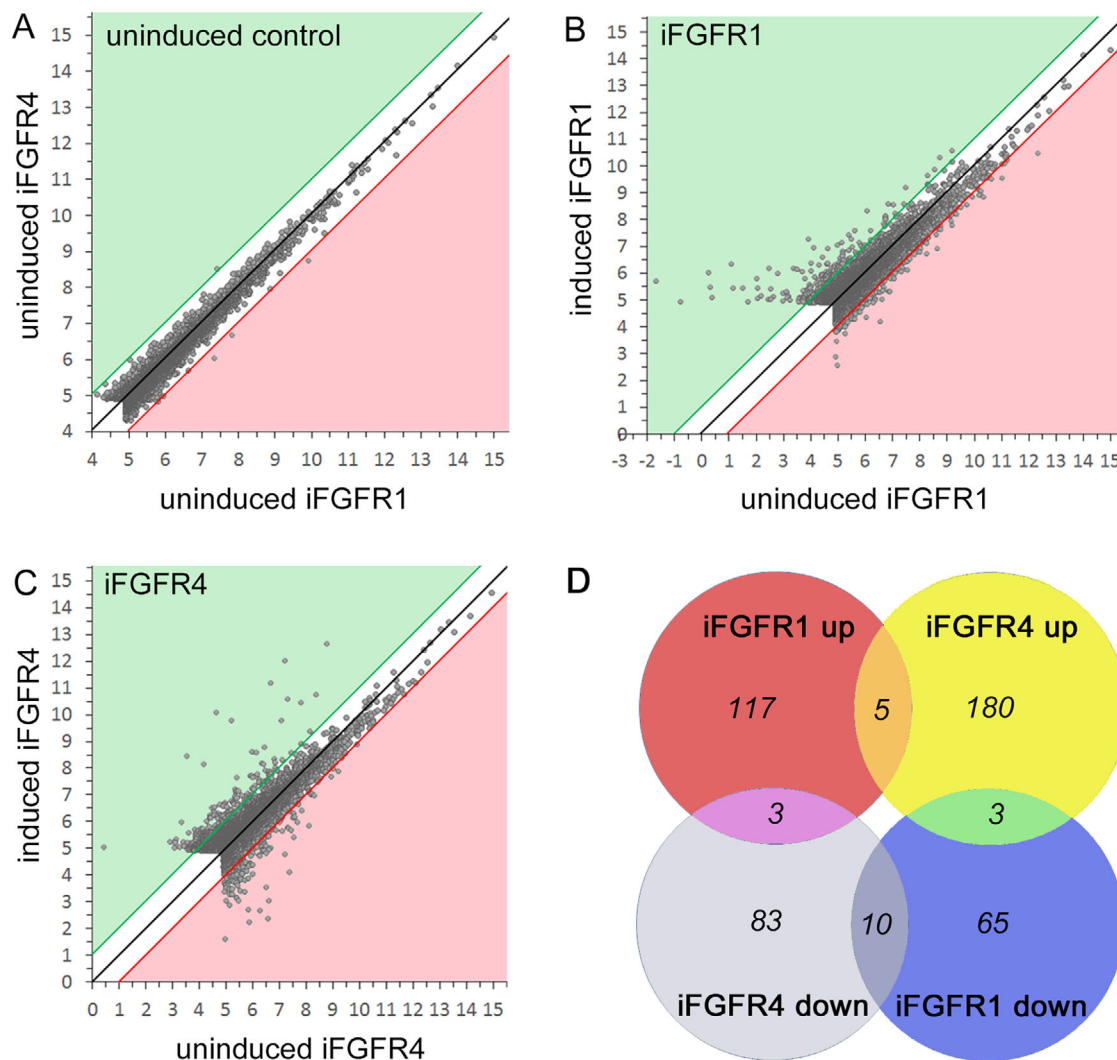 A
uninduced control
15
14
13
12
11
10
9
8
7
6
5
4
uninduced iFGFR4
4 5 6 7 8 9 10 11 12 13 14 15
uninduced iFGFR1
B
iFGFR1
15
14
13
12
11
10
9
8
7
6
5
4
3
2
1
0
induced iFGFR1
-3 -2 -1 0 1 2 3 4 5 6 7 8 9 10 11 12 13 14 15
uninduced iFGFR1
C
iFGFR4
15
14
13
12
11
10
9
8
7
6
5
4
3
2
1
0
induced iFGFR4
0 1 2 3 4 5 6 7 8 9 10 11 12 13 14 15
uninduced iFGFR4
D
iFGFR1 up
iFGFR4 up
117
5
180
3
3
83
10
65
iFGFR4 down
iFGFR1 down